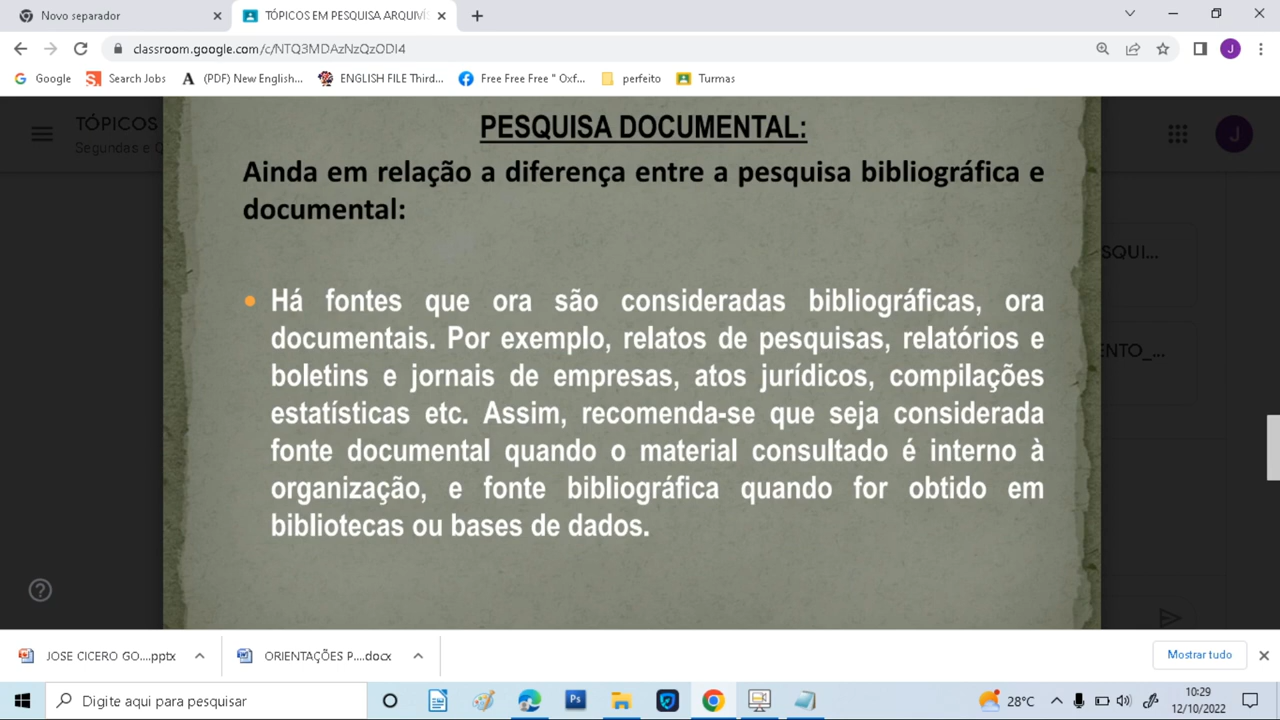 Novo separador
TÓPICOS EM PESQUISA ARQUIVÍS
classroom.google.com/c/NTQ3MDAzNzQzODI4
Google
Search Jobs
(PDF) New English...
ENGLISH FILE Third...
Free Free Free " Oxf...
perfeito
Turmas
J
TÓPICOS
Segundas e Q
J
PESQUISA DOCUMENTAL:
Ainda em relação a diferença entre a pesquisa bibliográfica e
documental:
SQUI...
Há fontes que ora são consideradas bibliográficas, ora
documentais. Por exemplo, relatos de pesquisas, relatórios e
boletins e jornais de empresas, atos jurídicos, compilações
estatísticas etc. Assim, recomenda-se que seja considerada
fonte documental quando o material consultado é interno à
organização, e fonte bibliográfica quando for obtido em
bibliotecas ou bases de dados.
ENTO_...
JOSE CICERO GO....pptx
ORIENTAÇÕES P....docx
Mostrar tudo
Digite aqui para pesquisar
Ps
28°C
10:29
12/10/2022